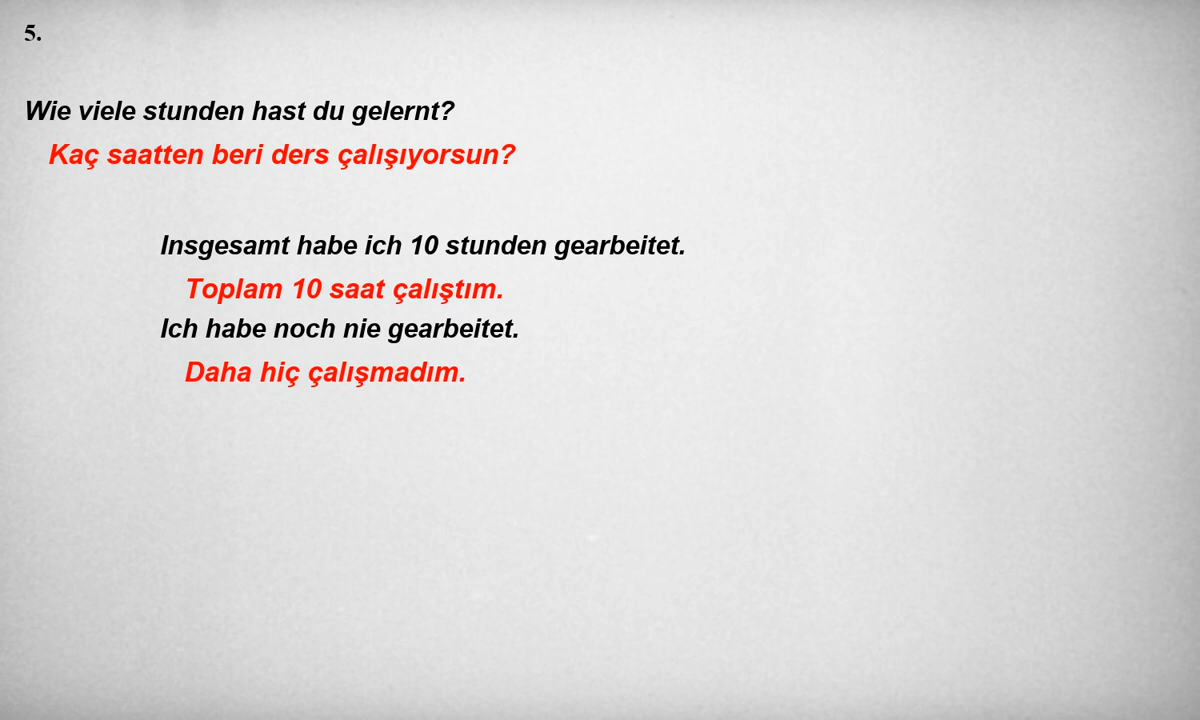 5.
Wie viele stunden hast du gelernt?
Kaç saatten beri ders çalışıyorsun?
Insgesamt habe ich 10 stunden gearbeitet.
Toplam 10 saat çalıştım.
Ich habe noch nie gearbeitet.
Daha hiç çalışmadım.